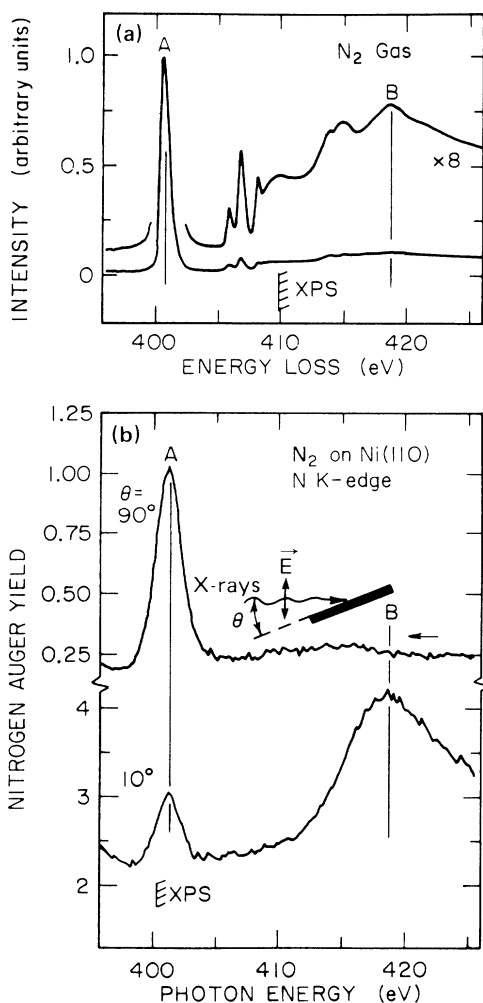 (a)
A
N₂ Gas
B
×8
1.0
0.5
0
XPS
INTENSITY (arbitrary units)
400
410
420
ENERGY LOSS (eV)
(b)
A
N₂ on Ni(110)
N K-edge
θ=
90°
E
X-rays
θ
B
1.25
1.00
0.75
0.50
0.25
4
3
2
10°
XPS
NITROGEN AUGER YIELD
400
410
420
PHOTON ENERGY (eV)